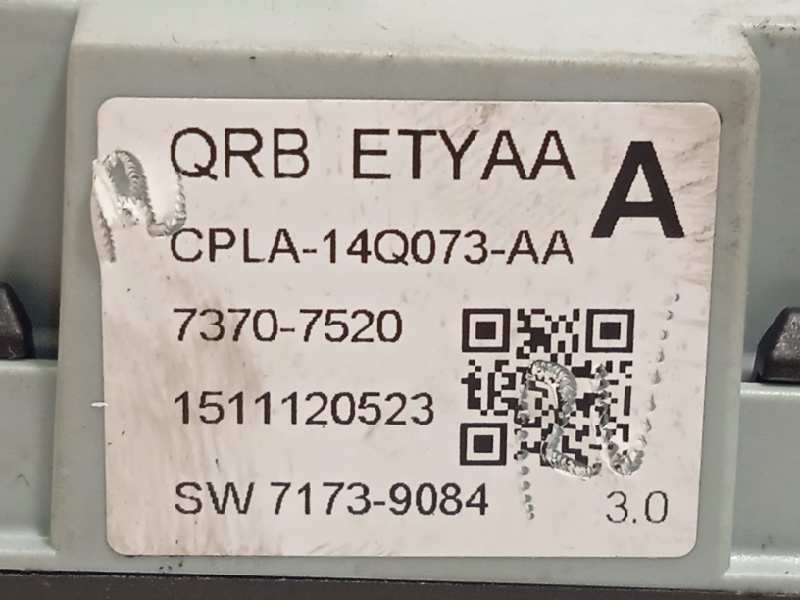 QRB ETYAA
A
CPLA-14Q073-AA
7370-7520
1511120523
SW 7173-9084
3.0